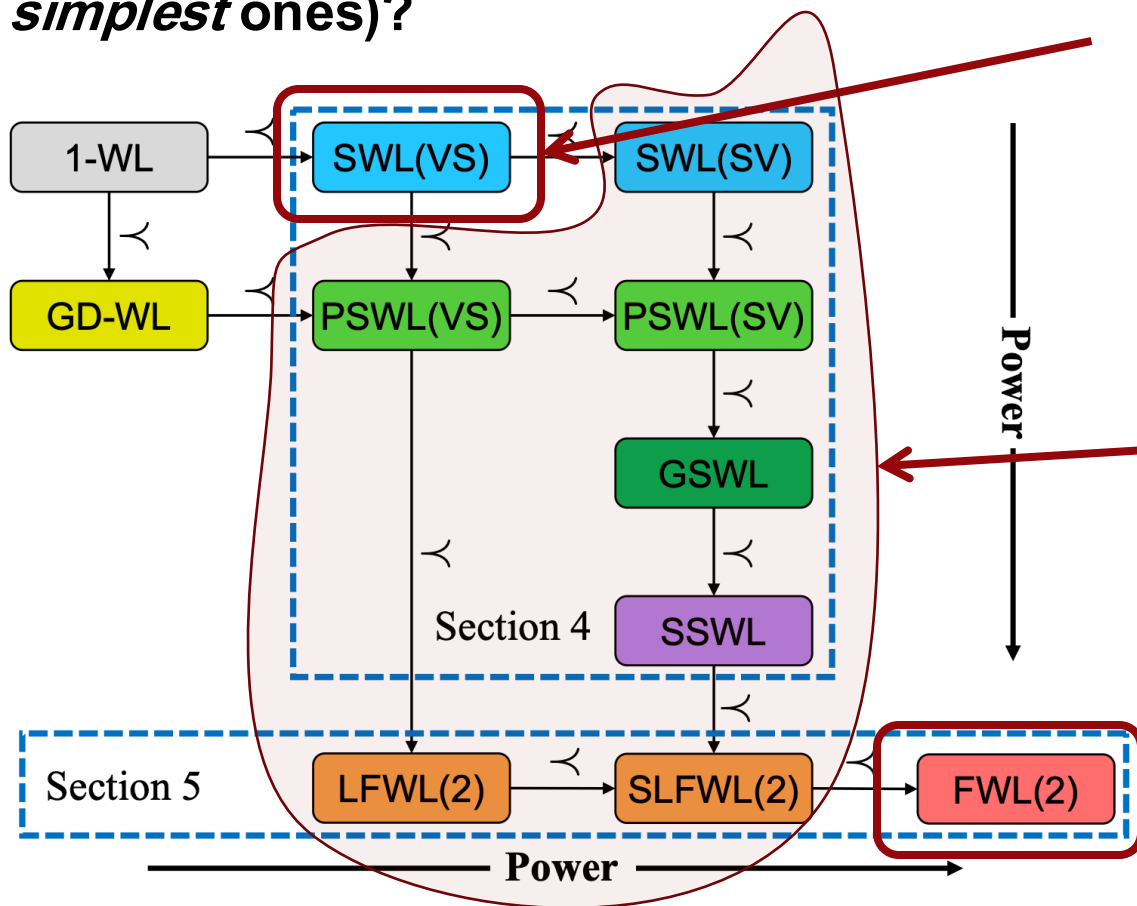 simplest ones)?
1-WL
SWL(VS)
SWL(SV)
GD-WL
PSWL(VS)
PSWL(SV)
Power
GSWL
Section 4
SSWL
Section 5
LFWL(2)
SLFWL(2)
FWL(2)
Power